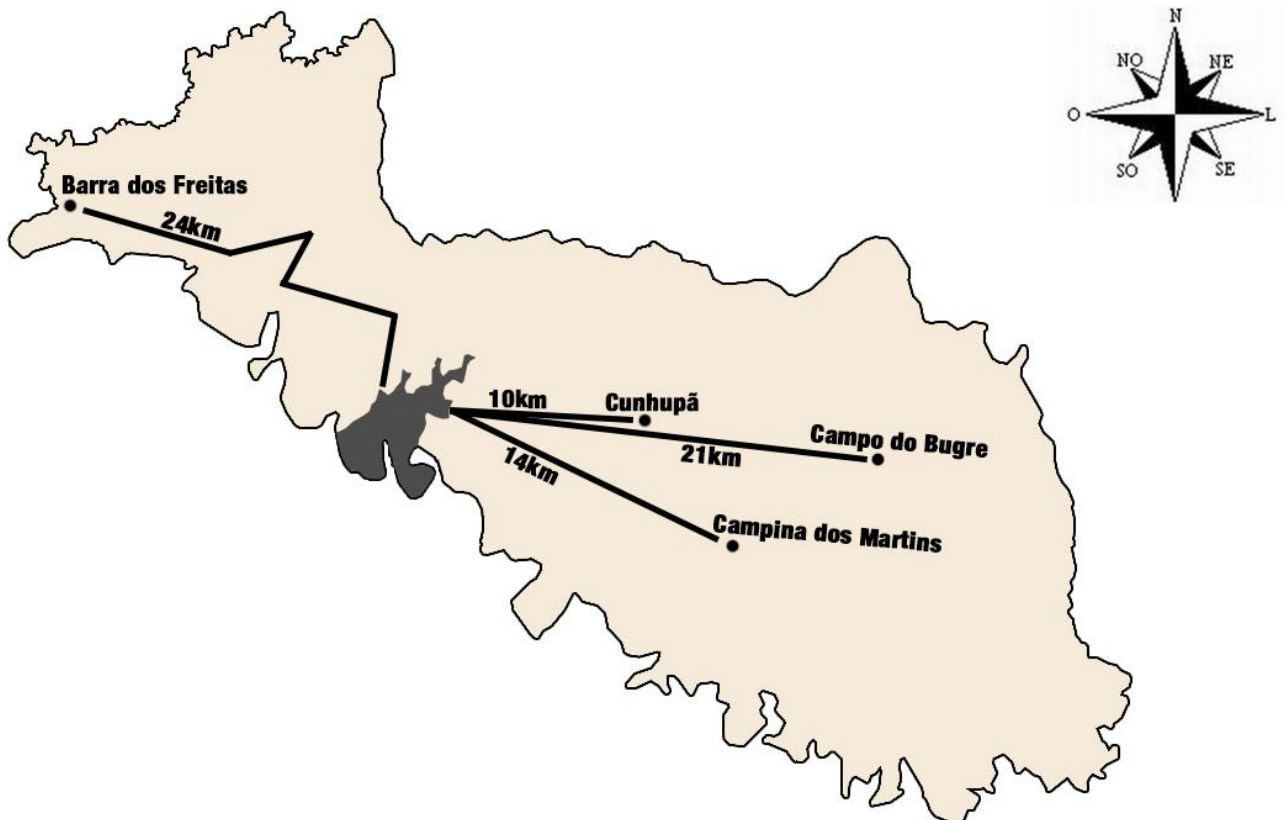 N
NO
NE
O
L
SO
SE
Barra dos Freitas
24km
10km
Cunhupã
Campo do Bugre
21km
14km
Campina dos Martins